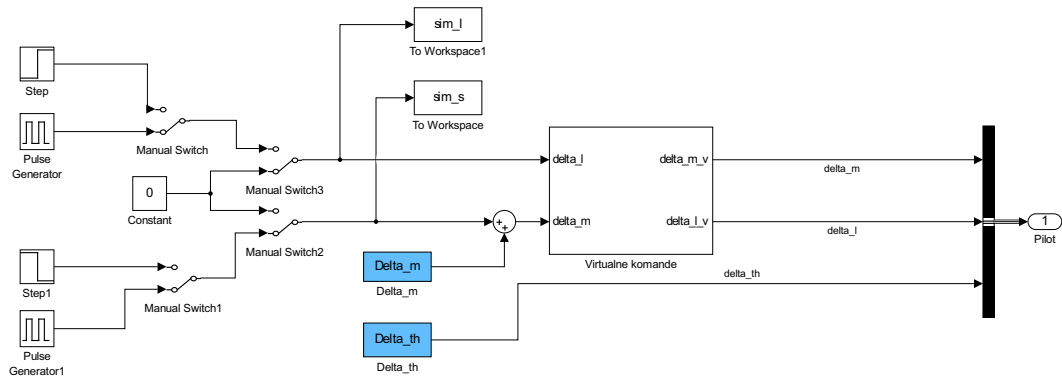 sim_l
To Workspace1
Step
sim_s
To Workspace
Manual Switch
Pulse
Generator
delta_l
delta_m_v
delta_m
0
Constant
Manual Switch3
delta_m
delta_l_v
delta_l
1
Pilot
+
+
Manual Switch2
Virtualne komande
Delta_m
Delta_m
delta_th
Step1
Manual Switch1
Delta_th
Delta_th
Pulse
Generator1